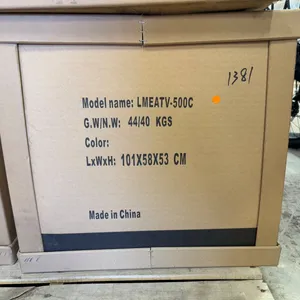 1381
Model name: LMEATV-500C
G.W/N.W: 44/40 KGS
Color:
LxWxH: 101X58X53 CM
Made in China